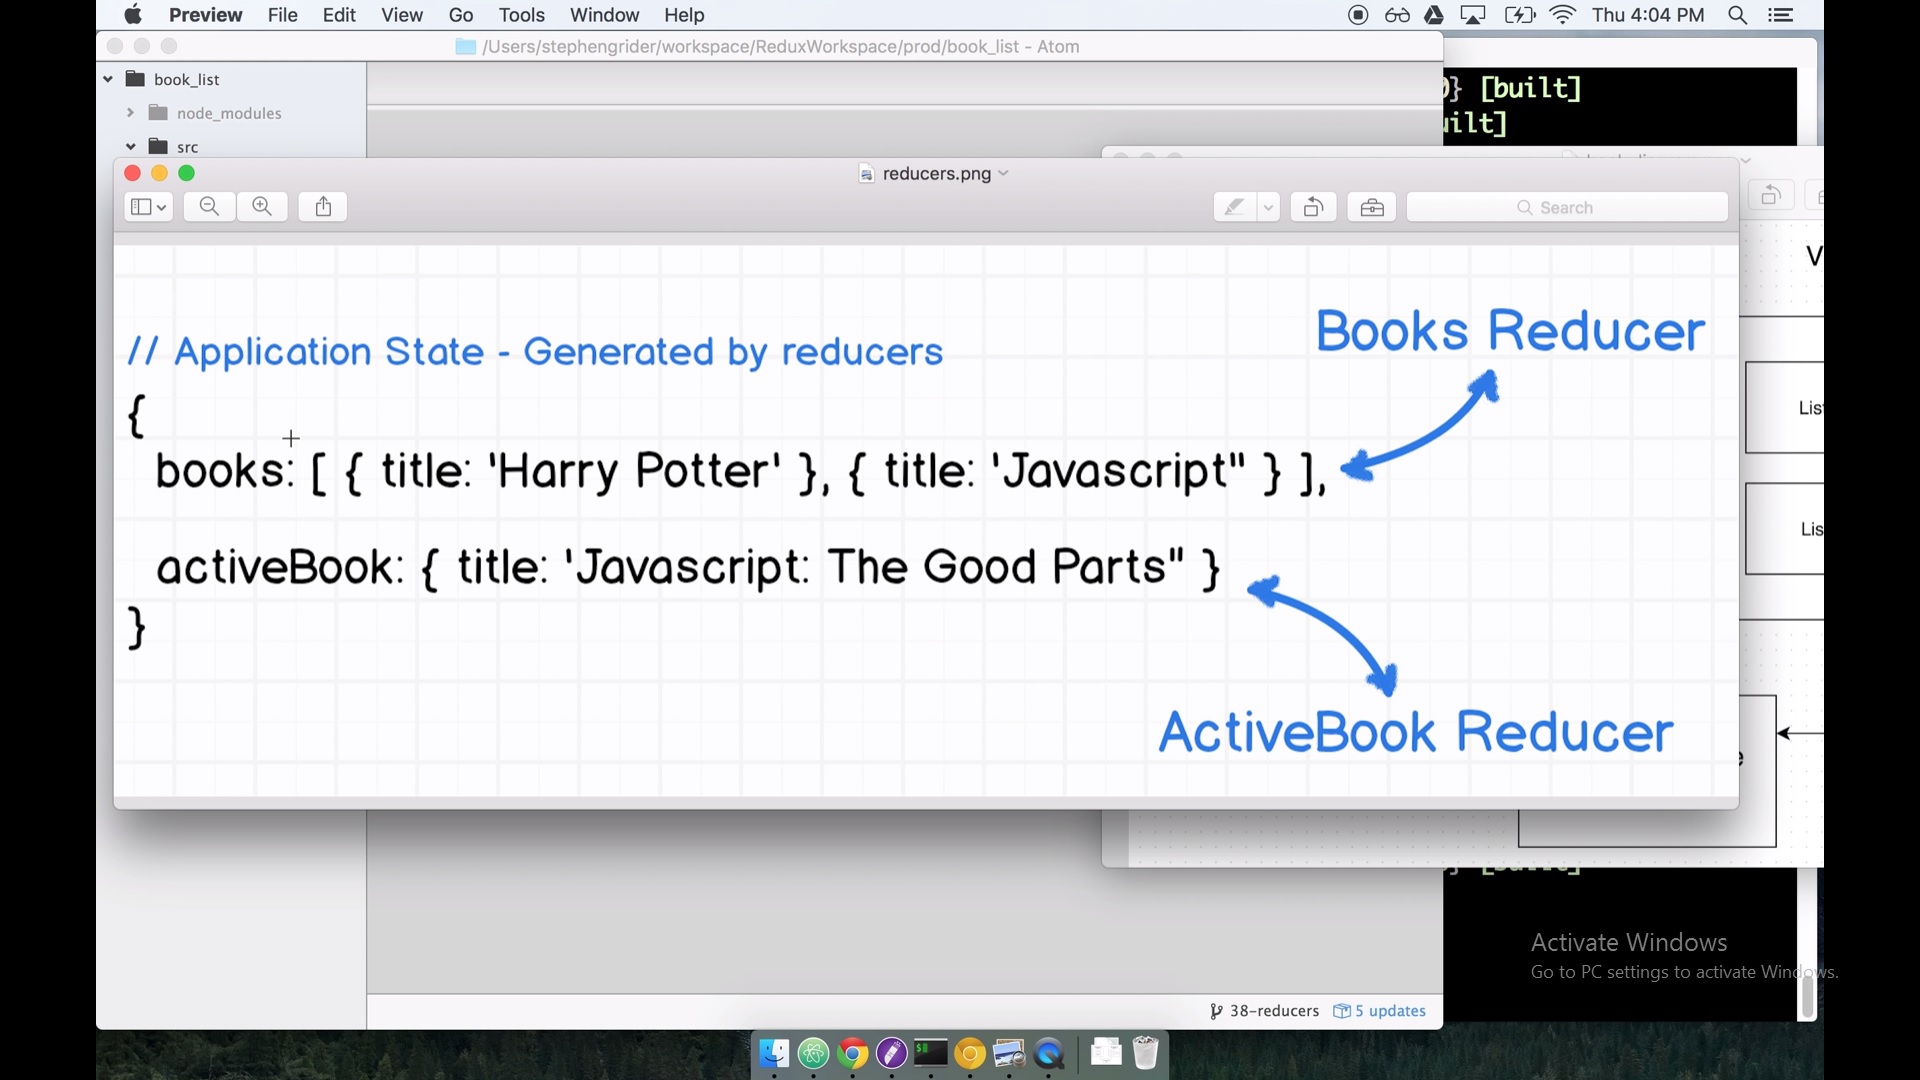 Preview File Edit View Go Tools Window Help Thu 4:04 PM
/Users/stephengrider/workspace/ReduxWorkspace/prod/book_list - Atom
book_list
node_modules
src
[built]
reducers.png
Search
// Application State - Generated by reducers
Books Reducer
{
books: [ { title: 'Harry Potter' }, { title: 'Javascript" } ],
activeBook: { title: 'Javascript: The Good Parts" }
}
ActiveBook Reducer
Activate Windows
Go to PC settings to activate Windows.
38-reducers 5 updates